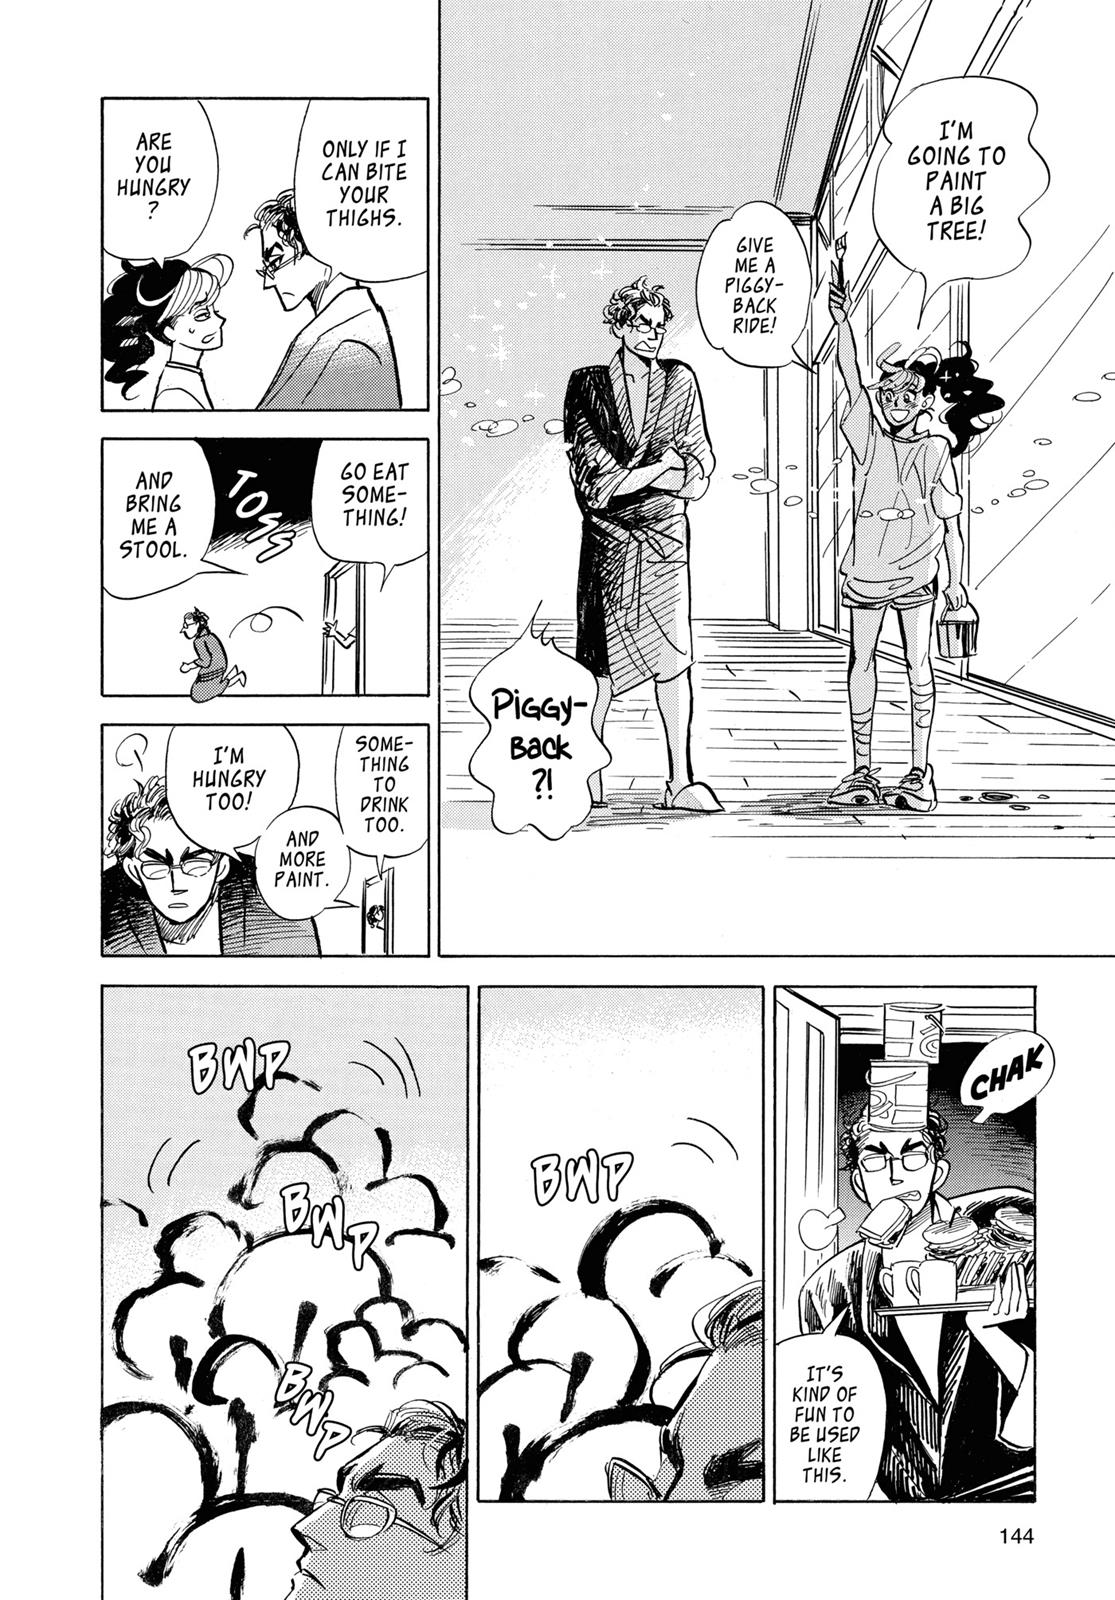 I'M
GOING TO
PAINT
A BIG
TREE!
GIVE
ME A
PIGGY-
BACK
RIDE!
PIGGY-
BACK
?!
ONLY IF I
CAN BITE
YOUR
THIGHS.
ARE
YOU
HUNGRY
?
GO EAT
SOME-
THING!
TOSS
AND
BRING
ME A
STOOL.
SOME-
THING
TO
DRINK
TOO.
I'M
HUNGRY
TOO!
AND
MORE
PAINT.
CHAK
IT'S
KIND OF
FUN TO
BE USED
LIKE
THIS.
BWP
BWP
BWP
BWP
144